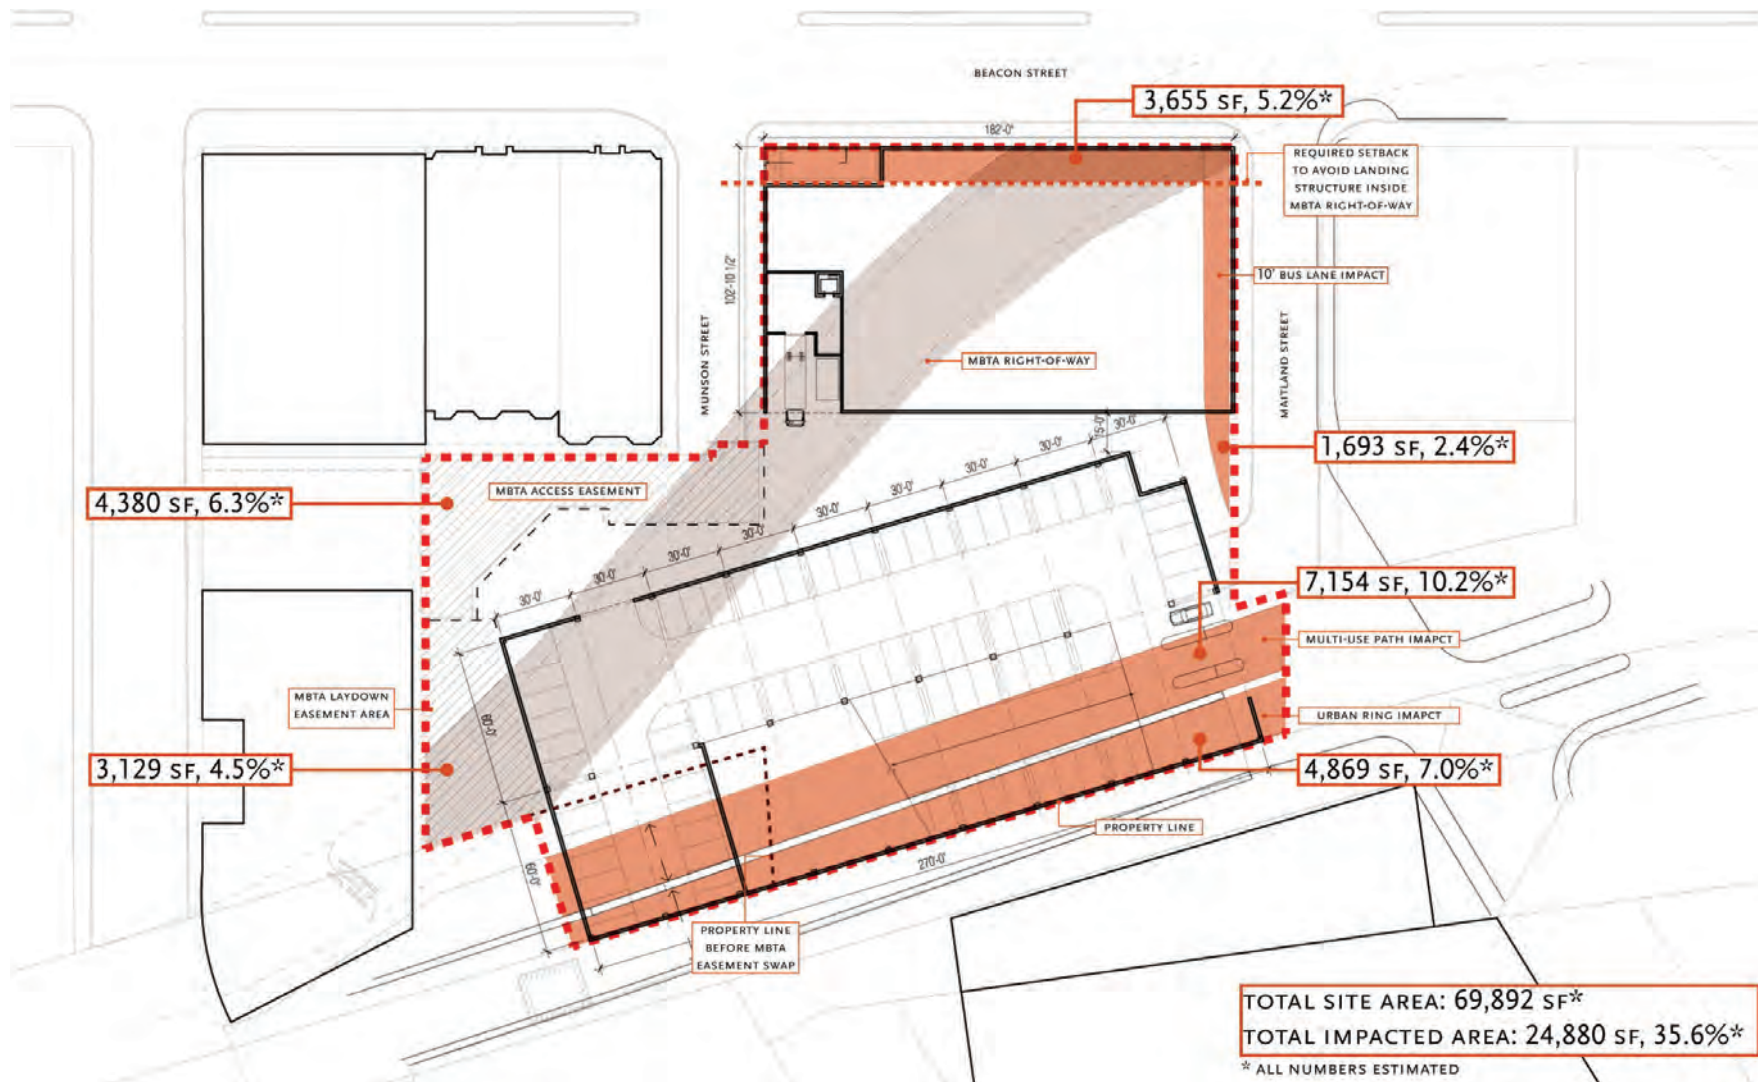 BEACON STREET
3,655 SF, 5.2%*
182'-0"
REQUIRED SETBACK
TO AVOID LANDING
STRUCTURE INSIDE
MBTA RIGHT-OF-WAY
102'-10 1/2"
10' BUS LANE IMPACT
MUNSON STREET
MBTA RIGHT-OF-WAY
MAITLAND STREET
15'-0"
30'-0"
30'-0"
30'-0"
30'-0"
30'-0"
30'-0"
30'-0"
30'-0"
30'-0"
1,693 SF, 2.4%*
MBTA ACCESS EASEMENT
4,380 SF, 6.3%*
7,154 SF, 10.2%*
MULTI-USE PATH IMAPCT
MBTA LAYDOWN
EASEMENT AREA
60'-0"
URBAN RING IMAPCT
3,129 SF, 4.5%*
4,869 SF, 7.0%*
PROPERTY LINE
270'-0"
60'-0"
PROPERTY LINE
BEFORE MBTA
EASEMENT SWAP
TOTAL SITE AREA: 69,892 SF*
TOTAL IMPACTED AREA: 24,880 SF, 35.6%*
* ALL NUMBERS ESTIMATED